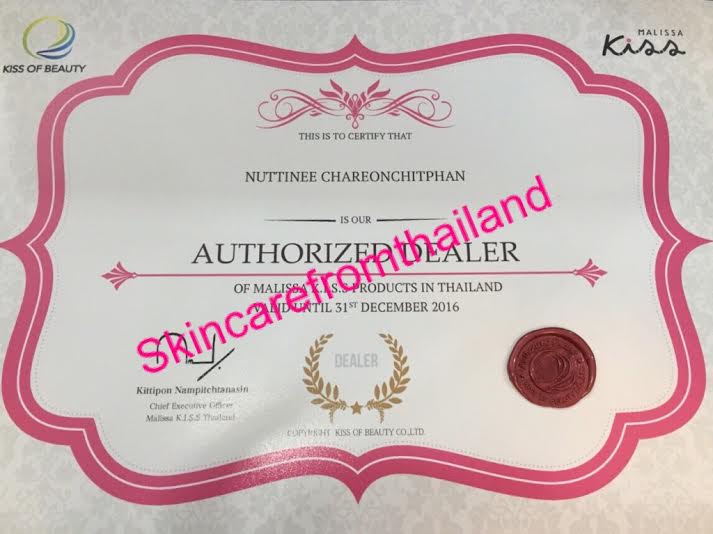 KISS OF BEAUTY
MALISSA
Kiss
THIS IS TO CERTIFY THAT
NUTTINEE CHAREONCHITPHAN
IS OUR
AUTHORIZED DEALER
OF MALISSA K.I.S.S PRODUCTS IN THAILAND
VALID UNTIL 31ST DECEMBER 2016
Skincarefromthailand
DEALER
Kittipon Nampitchtanasin
Chief Executive Officer
Malissa K.I.S.S Thailand
COPYRIGHT KISS OF BEAUTY CO.,LTD.